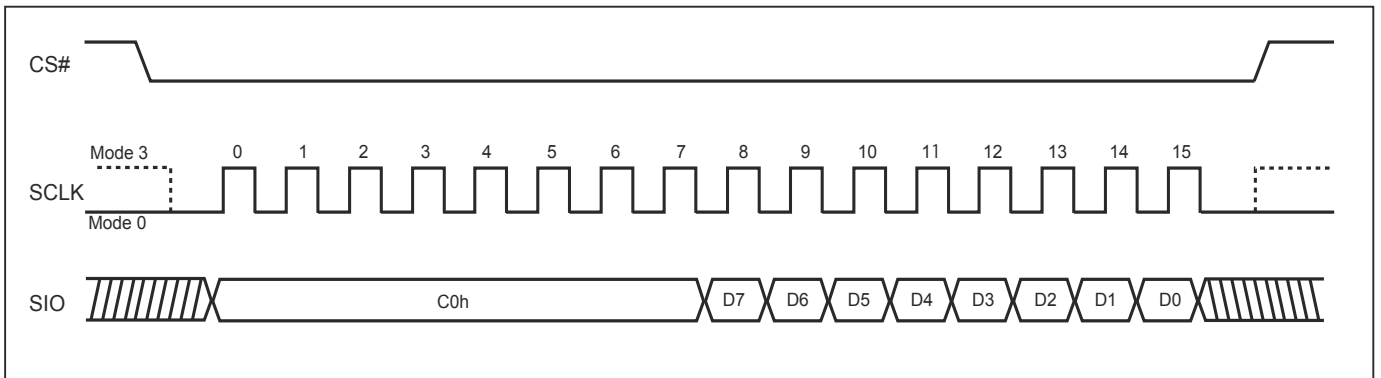 CS#
Mode 3
0 1 2 3 4 5 6 7 8 9 10 11 12 13 14 15
SCLK
Mode 0
SIO
C0h D7 D6 D5 D4 D3 D2 D1 D0